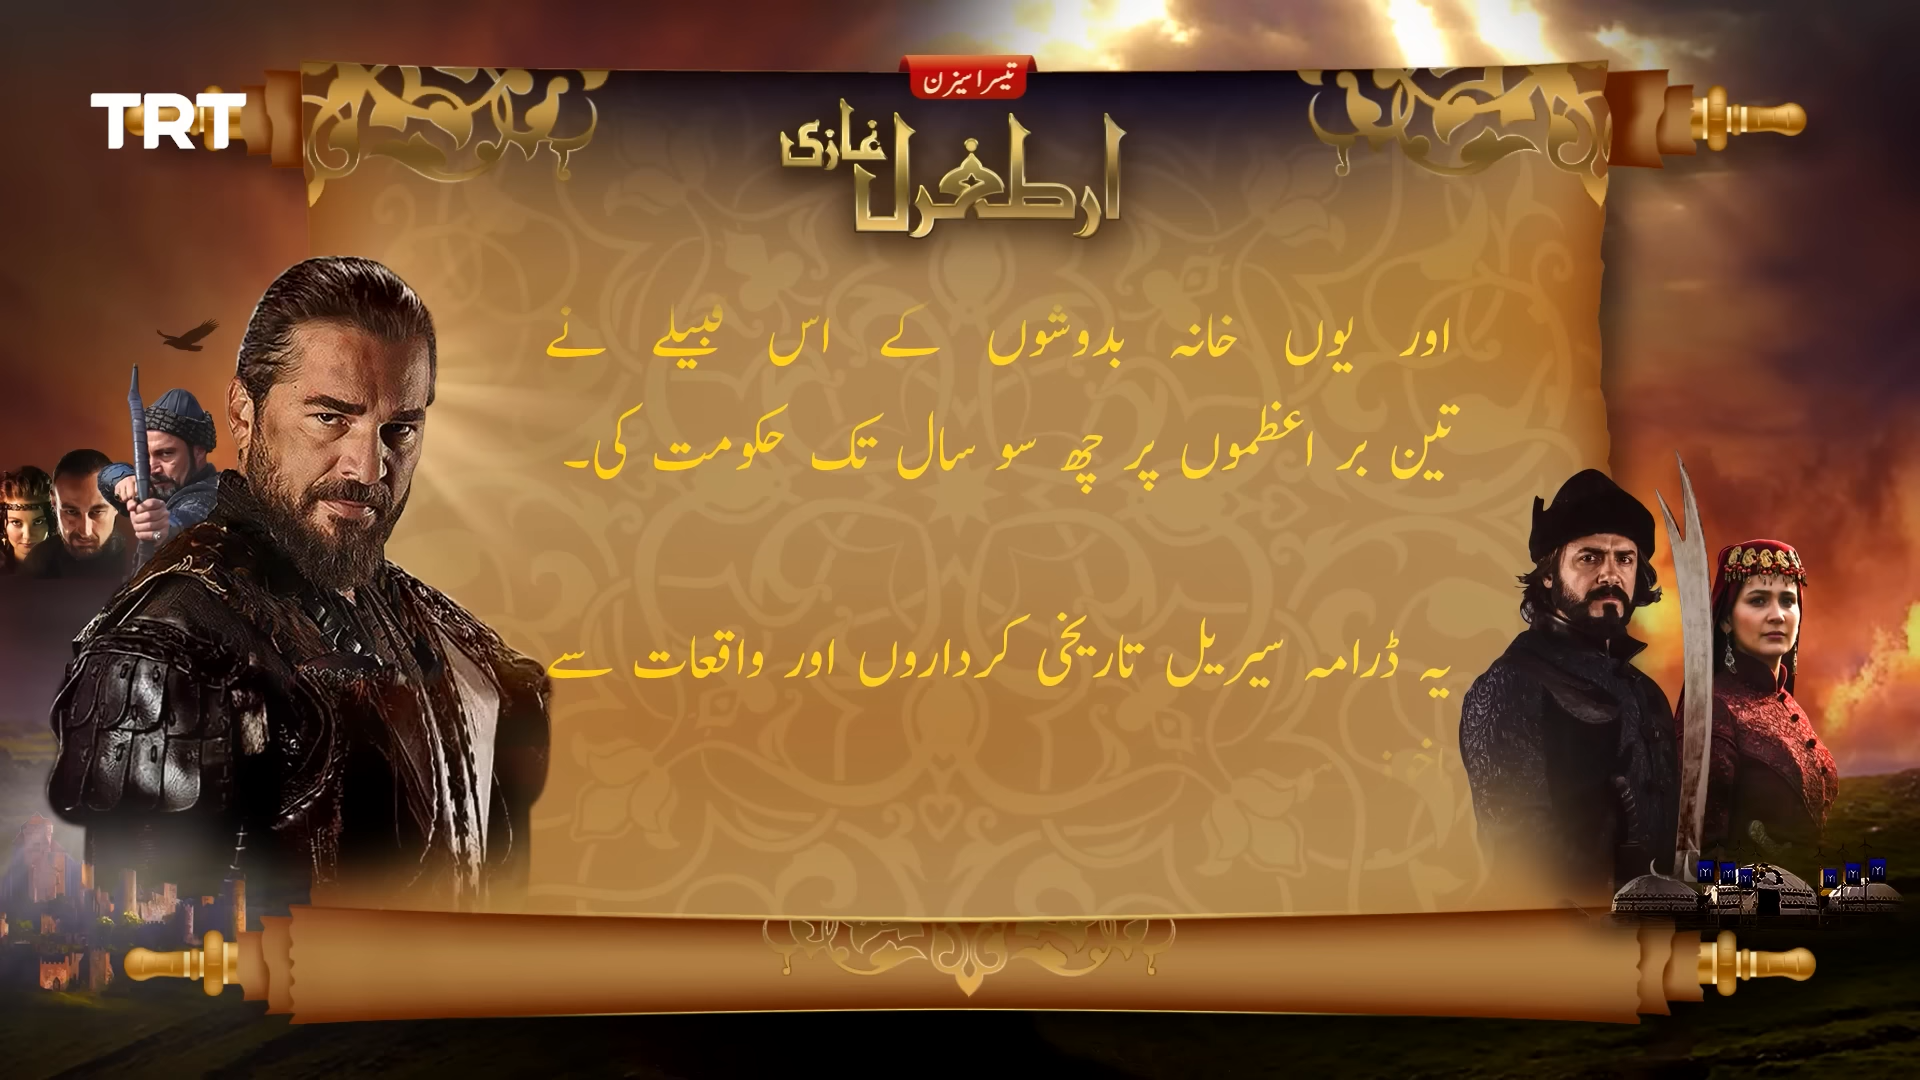 TRT
تیسرا سیزن
ارطغرل غازی
اور یوں خانہ بدوشوں کے اس قبیلے نے
تین بر اعظموں پر چھ سو سال تک حکومت کی۔
یہ ڈرامہ سیریل تاریخی کرداروں اور واقعات سے